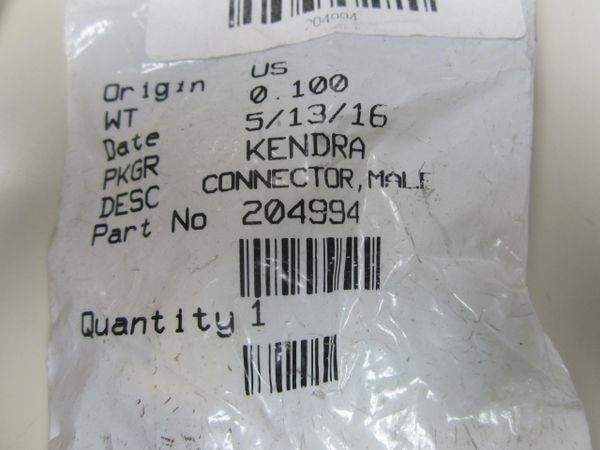 204994
Origin US
WT 0.100
Date 5/13/16
PKGR KENDRA
DESC CONNECTOR,MALE
Part No 204994
Quantity 1